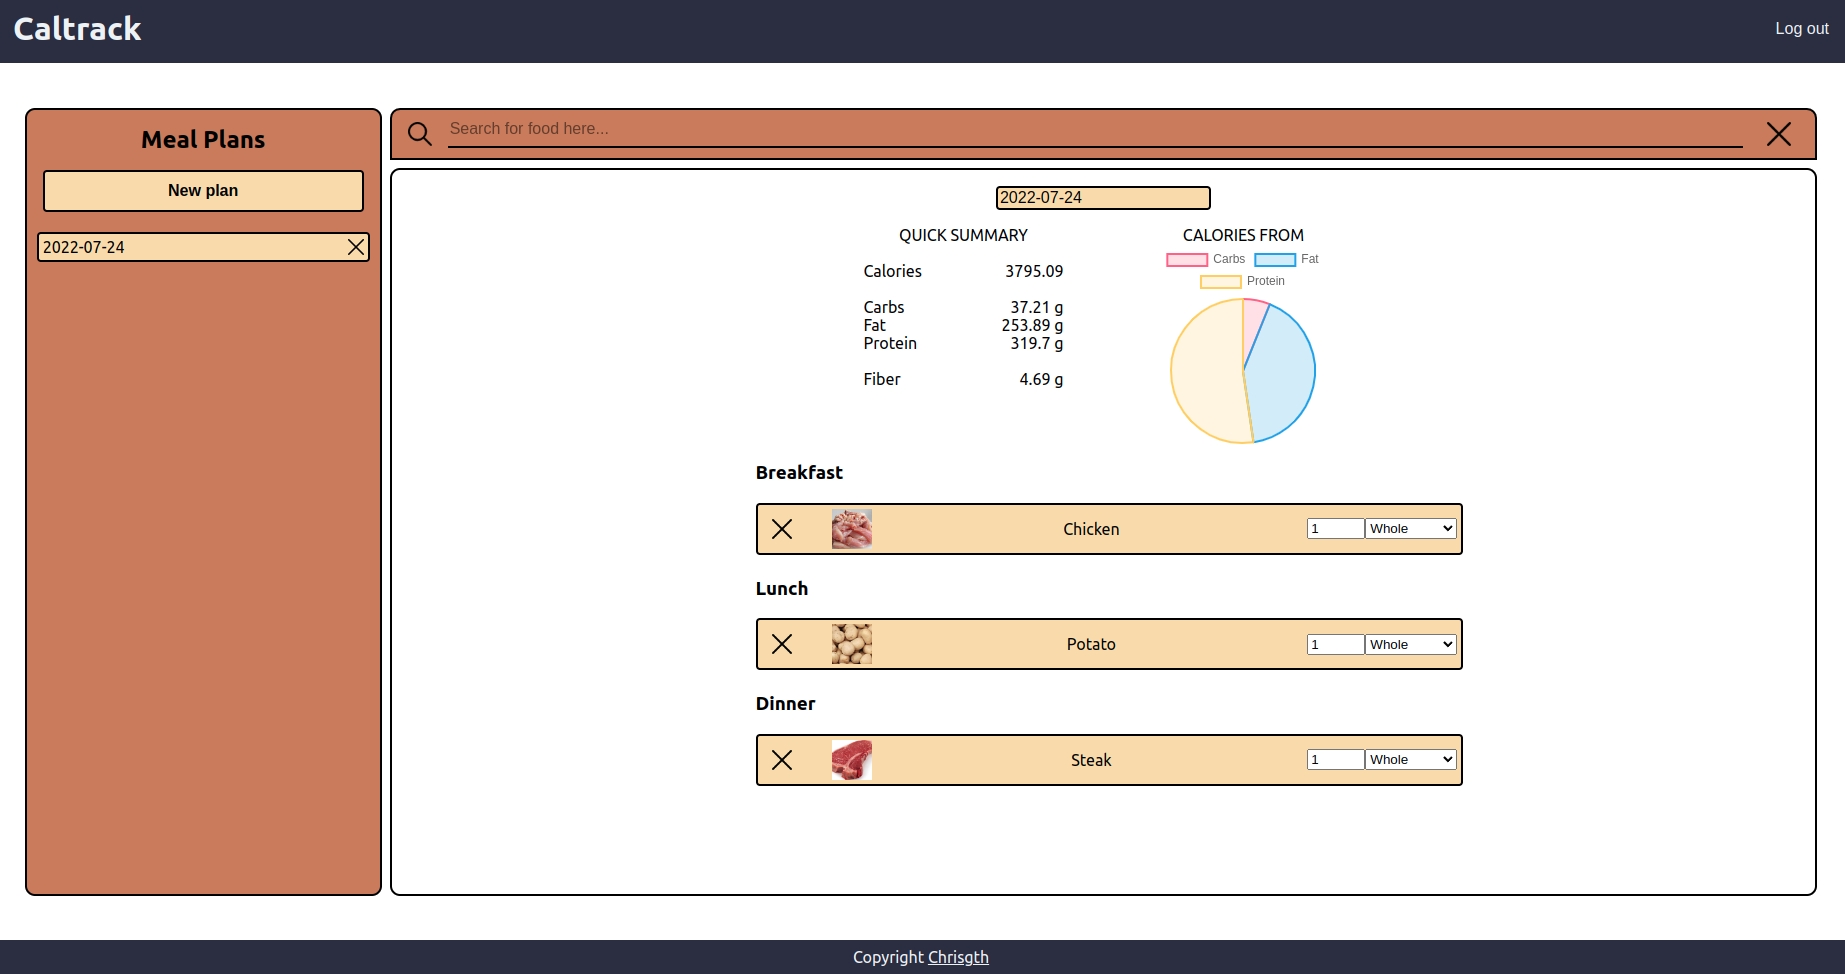 Caltrack
Log out
Meal Plans
New plan
2022-07-24
Search for food here...
2022-07-24
QUICK SUMMARY
Calories 3795.09
Carbs 37.21 g
Fat 253.89 g
Protein 319.7 g
Fiber 4.69 g
CALORIES FROM
Carbs Fat
Protein
Breakfast
Chicken 1 Whole
Lunch
Potato 1 Whole
Dinner
Steak 1 Whole
Copyright Chrisgth